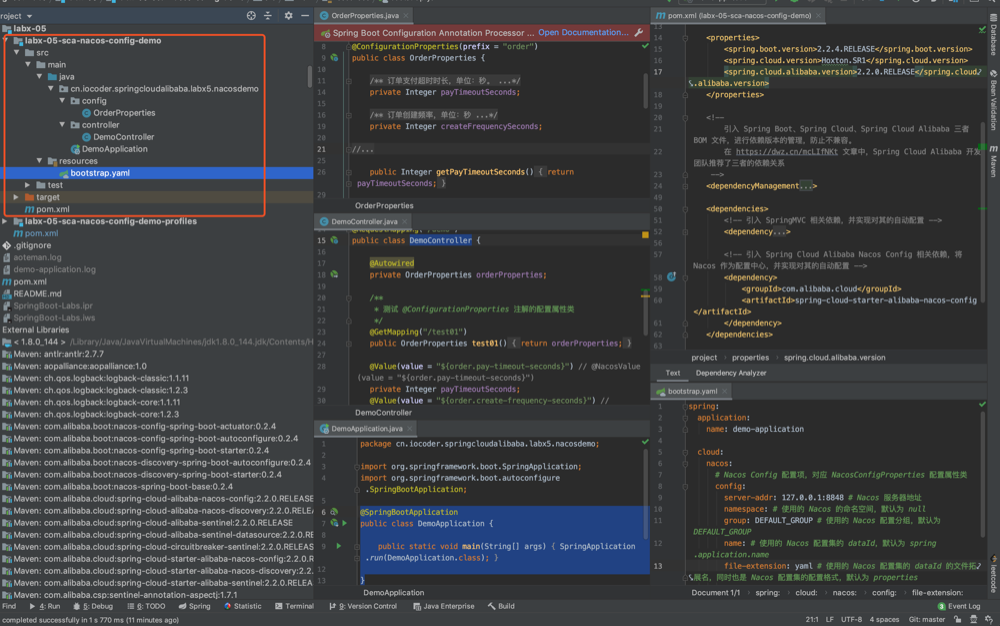 roject
labx-05
labx-05-sca-nacos-config-demo
src
main
java
cn.iocoder.springcloudalibaba.labx5.nacosdemo
config
OrderProperties
controller
DemoController
DemoApplication
resources
bootstrap.yaml
test
target
pom.xml
labx-05-sca-nacos-config-demo-profiles
pom.xml
.gitignore
aoteman.log
demo-application.log
pom.xml
README.md
SpringBoot-Labs.ipr
SpringBoot-Labs.iws
External Libraries
< 1.8.0_144 > /Library/Java/JavaVirtualMachines/jdk1.8.0_144.jdk/Contents/H
Maven: antlr:antlr:2.7.7
Maven: aopalliance:aopalliance:1.0
Maven: ch.qos.logback:logback-classic:1.1.11
Maven: ch.qos.logback:logback-classic:1.2.3
Maven: ch.qos.logback:logback-core:1.1.11
Maven: ch.qos.logback:logback-core:1.2.3
Maven: com.alibaba.boot:nacos-config-spring-boot-actuator:0.2.4
Maven: com.alibaba.boot:nacos-config-spring-boot-autoconfigure:0.2.4
Maven: com.alibaba.boot:nacos-config-spring-boot-starter:0.2.4
Maven: com.alibaba.boot:nacos-discovery-spring-boot-autoconfigure:0.2.4
Maven: com.alibaba.boot:nacos-discovery-spring-boot-starter:0.2.4
Maven: com.alibaba.boot:nacos-spring-boot-base:0.2.4
Maven: com.alibaba.cloud:spring-cloud-alibaba-nacos-config:2.2.0.RELEASE
Maven: com.alibaba.cloud:spring-cloud-alibaba-nacos-discovery:2.2.0.RELEASE
Maven: com.alibaba.cloud:spring-cloud-alibaba-sentinel:2.2.0.RELEASE
Maven: com.alibaba.cloud:spring-cloud-alibaba-sentinel-datasource:2.2.0.RELE
Maven: com.alibaba.cloud:spring-cloud-circuitbreaker-sentinel:2.2.0.RELEASE
Maven: com.alibaba.cloud:spring-cloud-starter-alibaba-nacos-config:2.2.0.REL
Maven: com.alibaba.cloud:spring-cloud-starter-alibaba-nacos-discovery:2.2.0.R
Maven: com.alibaba.cloud:spring-cloud-starter-alibaba-sentinel:2.2.0.RELEASE
Maven: com.alibaba.csp:sentinel-annotation-aspectj:1.7.1
OrderProperties.java
Spring Boot Configuration Annotation Processor ... Open Documentation...
@ConfigurationProperties(prefix = "order")
public class OrderProperties {
/** 订单支付超时时长，单位：秒。 ...*/
private Integer payTimeoutSeconds;
/** 订单创建频率，单位：秒 ...*/
private Integer createFrequencySeconds;
//...
public Integer getPayTimeoutSeconds() { return
payTimeoutSeconds; }
OrderProperties
DemoController.java
public class DemoController {
@Autowired
private OrderProperties orderProperties;
/**
* 测试 @ConfigurationProperties 注解的配置属性类
*/
@GetMapping("/test01")
public OrderProperties test01() { return orderProperties; }
@Value(value = "${order.pay-timeout-seconds}") // @NacosValue
(value = "${order.pay-timeout-seconds}")
private Integer payTimeoutSeconds;
@Value(value = "${order.create-frequency-seconds}") //
DemoController
DemoApplication.java
package cn.iocoder.springcloudalibaba.labx5.nacosdemo;
import org.springframework.boot.SpringApplication;
import org.springframework.boot.autoconfigure
.SpringBootApplication;
@SpringBootApplication
public class DemoApplication {
public static void main(String[] args) { SpringApplication
.run(DemoApplication.class); }
}
DemoApplication
pom.xml (labx-05-sca-nacos-config-demo)
<properties>
<spring.boot.version>2.2.4.RELEASE</spring.boot.version>
<spring.cloud.version>Hoxton.SR1</spring.cloud.version>
<spring.cloud.alibaba.version>2.2.0.RELEASE</spring.cloud
.alibaba.version>
</properties>
<!--
引入 Spring Boot、Spring Cloud、Spring Cloud Alibaba 三者
BOM 文件，进行依赖版本的管理，防止不兼容。
在 https://dwz.cn/mcLIfNKt 文章中，Spring Cloud Alibaba 开发
团队推荐了三者的依赖关系
-->
<dependencyManagement...>
<dependencies>
<!-- 引入 SpringMVC 相关依赖，并实现对其的自动配置 -->
<dependency...>
<!-- 引入 Spring Cloud Alibaba Nacos Config 相关依赖，将
Nacos 作为配置中心，并实现对其的自动配置 -->
<dependency>
<groupId>com.alibaba.cloud</groupId>
<artifactId>spring-cloud-starter-alibaba-nacos-config
</artifactId>
</dependency>
</dependencies>
project properties spring.cloud.alibaba.version
Text Dependency Analyzer
bootstrap.yaml
spring:
application:
name: demo-application
cloud:
nacos:
# Nacos Config 配置项，对应 NacosConfigProperties 配置属性类
config:
server-addr: 127.0.0.1:8848 # Nacos 服务器地址
namespace: # 使用的 Nacos 的命名空间，默认为 null
group: DEFAULT_GROUP # 使用的 Nacos 配置分组，默认为
DEFAULT_GROUP
name: # 使用的 Nacos 配置集的 dataId，默认为 spring
.application.name
file-extension: yaml # 使用的 Nacos 配置集的 dataId 的文件拓
展名，同时也是 Nacos 配置集的配置格式，默认为 properties
Document 1/1 spring: cloud: nacos: config: file-extension:
Database
Bean Validation
Maven
leetcode
Find 4: Run 5: Debug 6: TODO Spring Statistic Terminal 9: Version Control Java Enterprise Build 3 Event Log
completed successfully in 1 s 770 ms (11 minutes ago) 21:1 LF UTF-8 4 spaces Git: master